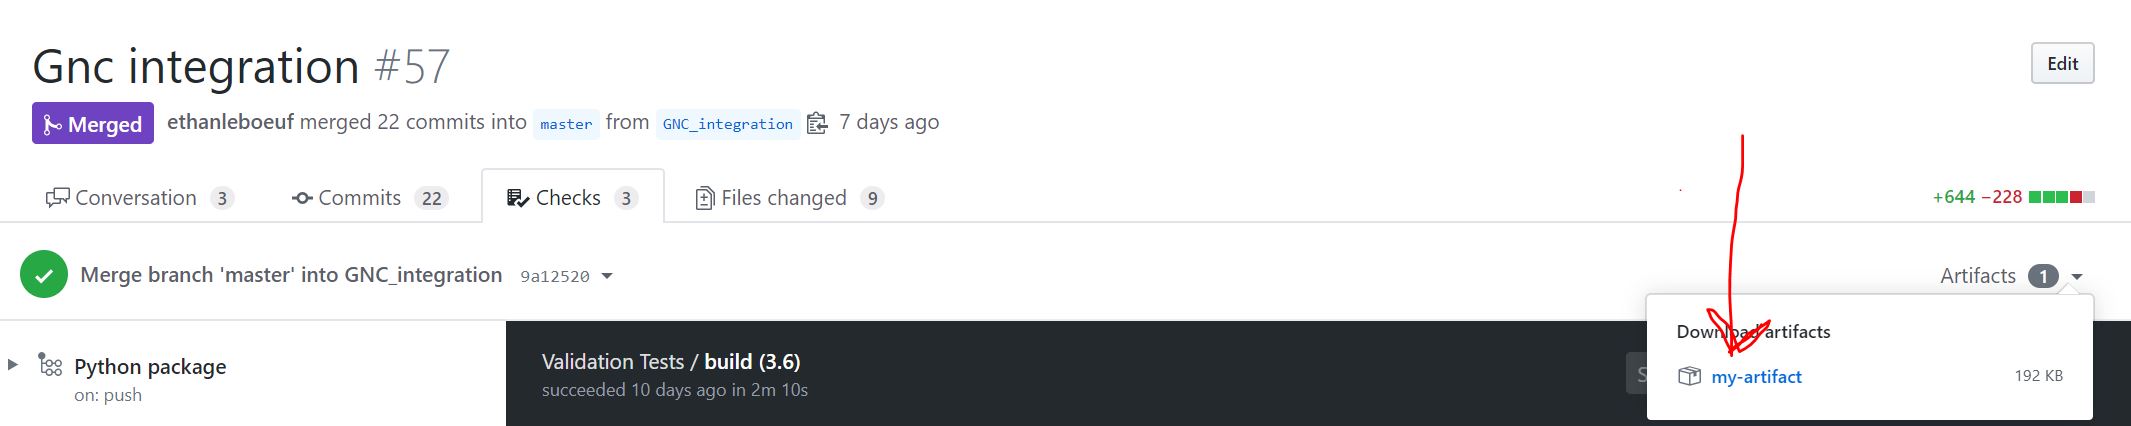 Gnc integration #57
Edit
Merged ethanleboeuf merged 22 commits into master from GNC_integration 7 days ago
Conversation 3 Commits 22 Checks 3 Files changed 9 +644 −228
Merge branch 'master' into GNC_integration 9a12520 Artifacts 1
Download artifacts
Python package Validation Tests / build (3.6)
my-artifact 192 KB
on: push succeeded 10 days ago in 2m 10s